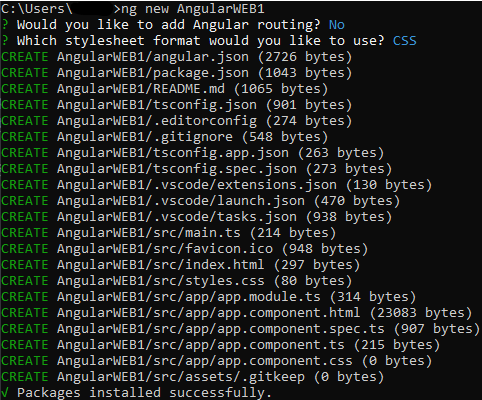 C:\Users\     >ng new AngularWEB1
? Would you like to add Angular routing? No
? Which stylesheet format would you like to use? CSS
CREATE AngularWEB1/angular.json (2726 bytes)
CREATE AngularWEB1/package.json (1043 bytes)
CREATE AngularWEB1/README.md (1065 bytes)
CREATE AngularWEB1/tsconfig.json (901 bytes)
CREATE AngularWEB1/.editorconfig (274 bytes)
CREATE AngularWEB1/.gitignore (548 bytes)
CREATE AngularWEB1/tsconfig.app.json (263 bytes)
CREATE AngularWEB1/tsconfig.spec.json (273 bytes)
CREATE AngularWEB1/.vscode/extensions.json (130 bytes)
CREATE AngularWEB1/.vscode/launch.json (470 bytes)
CREATE AngularWEB1/.vscode/tasks.json (938 bytes)
CREATE AngularWEB1/src/main.ts (214 bytes)
CREATE AngularWEB1/src/favicon.ico (948 bytes)
CREATE AngularWEB1/src/index.html (297 bytes)
CREATE AngularWEB1/src/styles.css (80 bytes)
CREATE AngularWEB1/src/app/app.module.ts (314 bytes)
CREATE AngularWEB1/src/app/app.component.html (23083 bytes)
CREATE AngularWEB1/src/app/app.component.spec.ts (907 bytes)
CREATE AngularWEB1/src/app/app.component.ts (215 bytes)
CREATE AngularWEB1/src/app/app.component.css (0 bytes)
CREATE AngularWEB1/src/assets/.gitkeep (0 bytes)
√ Packages installed successfully.